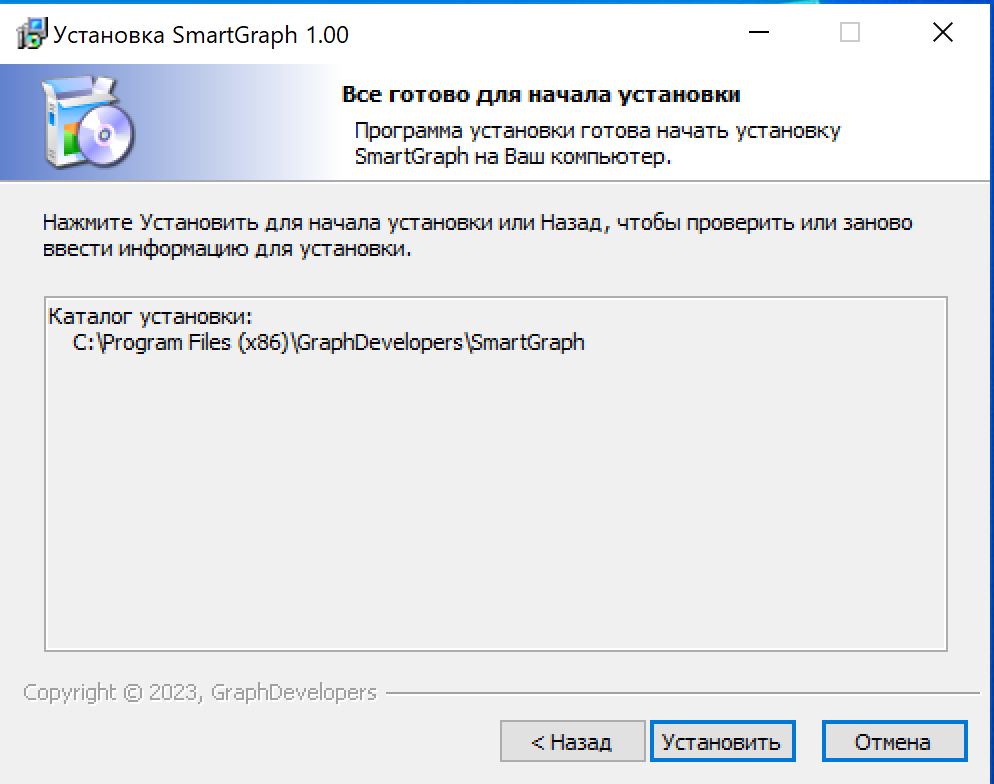 Установка SmartGraph 1.00
Все готово для начала установки
Программа установки готова начать установку
SmartGraph на Ваш компьютер.
Нажмите Установить для начала установки или Назад, чтобы проверить или заново
ввести информацию для установки.
Каталог установки:
C:\Program Files (x86)\GraphDevelopers\SmartGraph
Copyright © 2023, GraphDevelopers
< Назад
Установить
Отмена